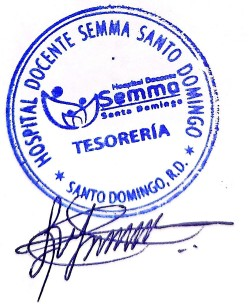 HOSPITAL DOCENTE SEMMA SANTO DOMINGO
Hospital Docente
Semma
Santo Domingo
TESORERÍA
* SANTO DOMINGO, R.D. *